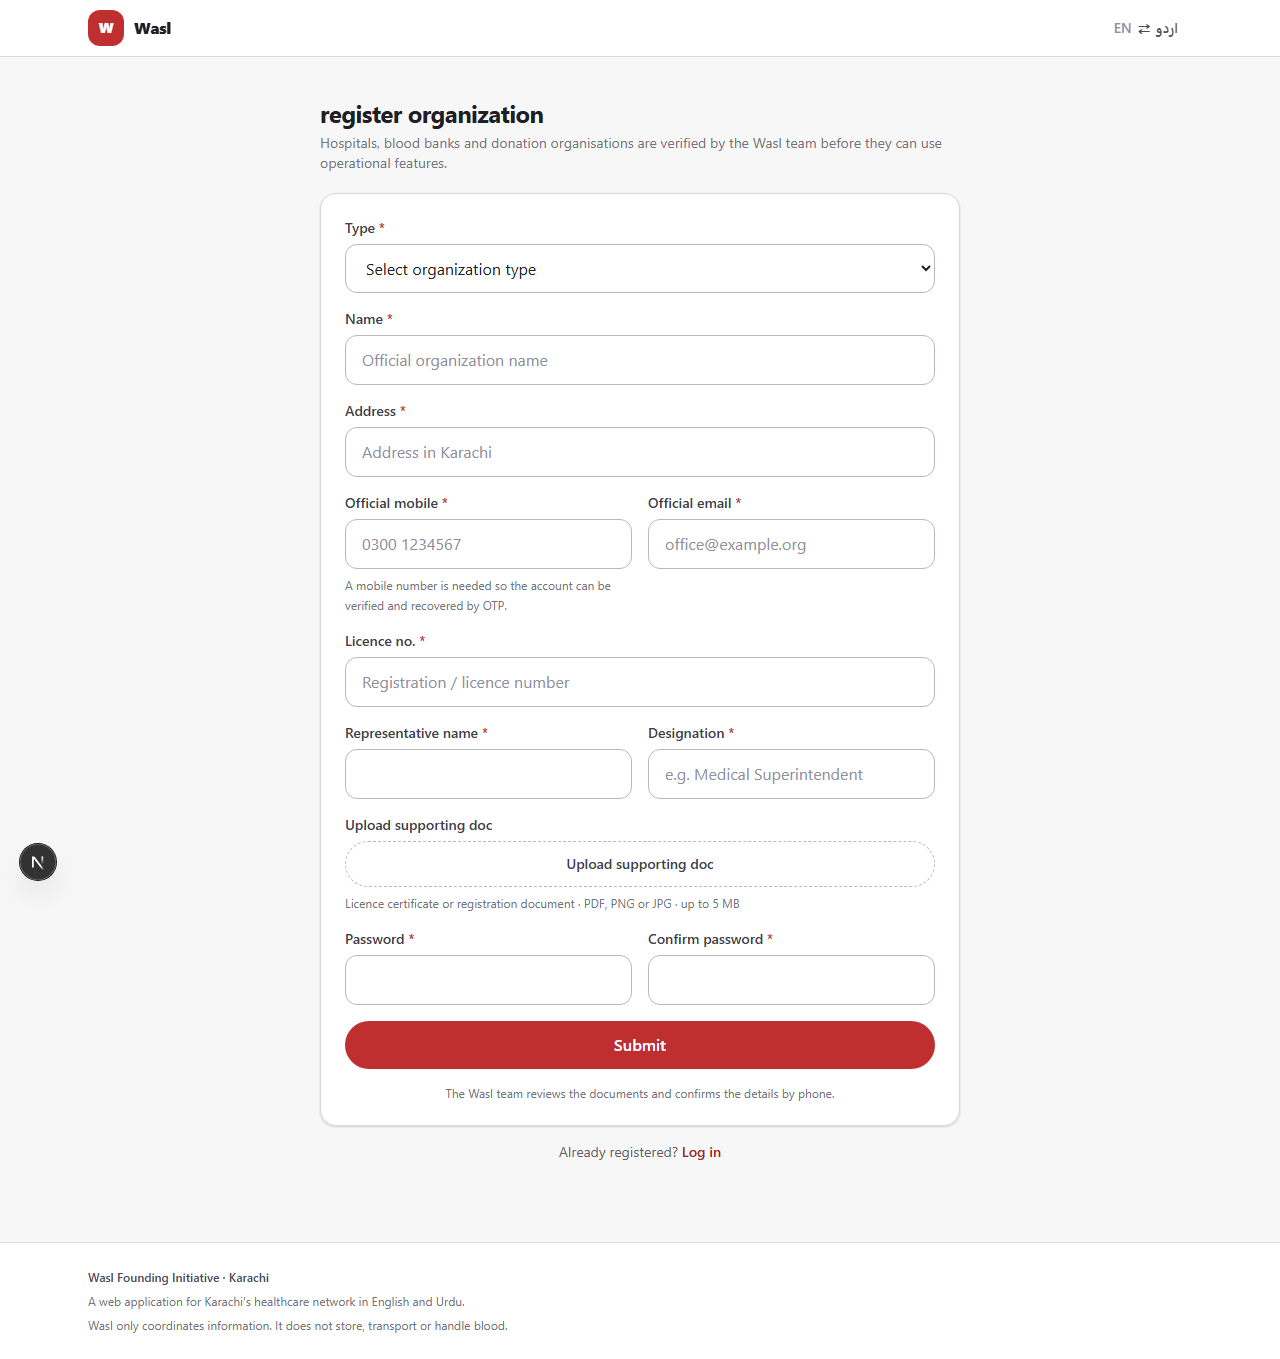 W Wasl
EN ⇄ اردو
register organization
Hospitals, blood banks and donation organisations are verified by the Wasl team before they can use
operational features.
Type *
Select organization type
Name *
Official organization name
Address *
Address in Karachi
Official mobile *
Official email *
0300 1234567
office@example.org
A mobile number is needed so the account can be
verified and recovered by OTP.
Licence no. *
Registration / licence number
Representative name *
Designation *
e.g. Medical Superintendent
Upload supporting doc
Upload supporting doc
Licence certificate or registration document · PDF, PNG or JPG · up to 5 MB
Password *
Confirm password *
Submit
The Wasl team reviews the documents and confirms the details by phone.
Already registered? Log in
N
Wasl Founding Initiative · Karachi
A web application for Karachi's healthcare network in English and Urdu.
Wasl only coordinates information. It does not store, transport or handle blood.